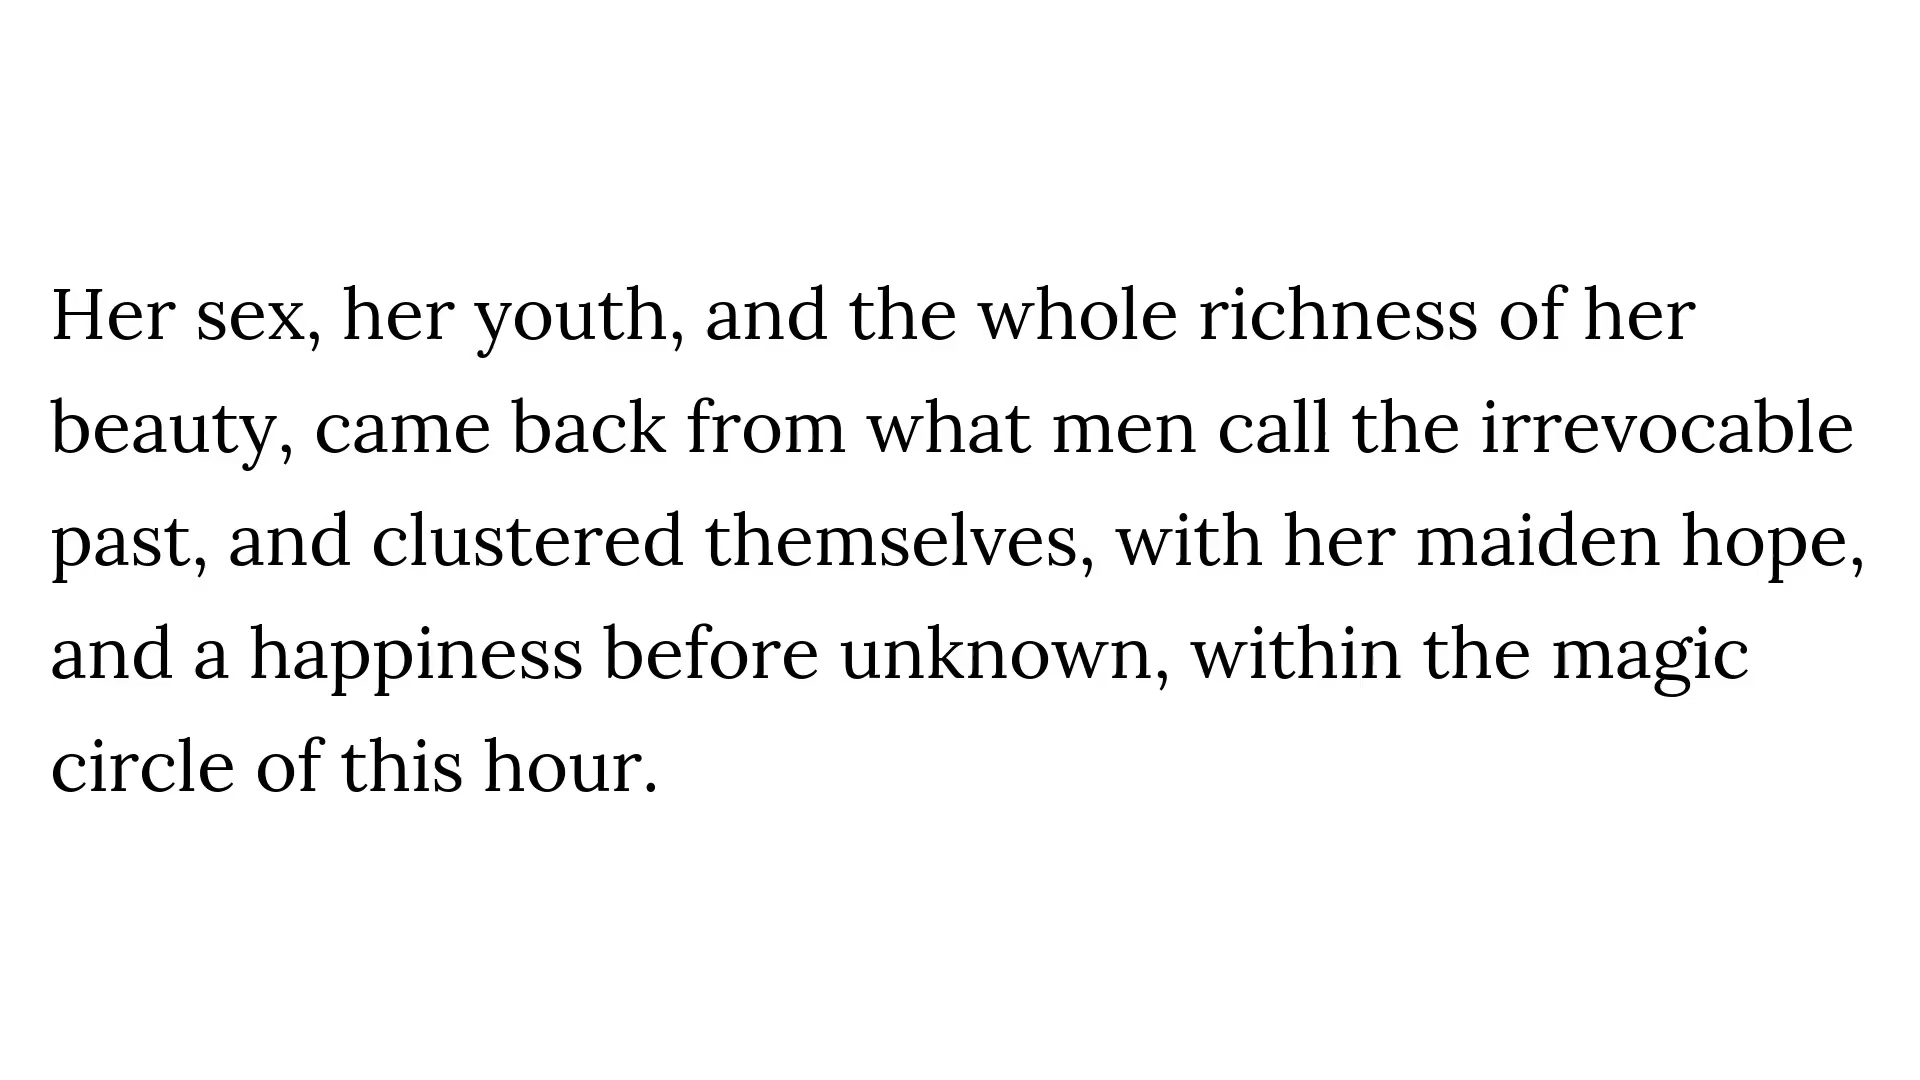 Her sex, her youth, and the whole richness of her
beauty, came back from what men call the irrevocable
past, and clustered themselves, with her maiden hope,
and a happiness before unknown, within the magic
circle of this hour.